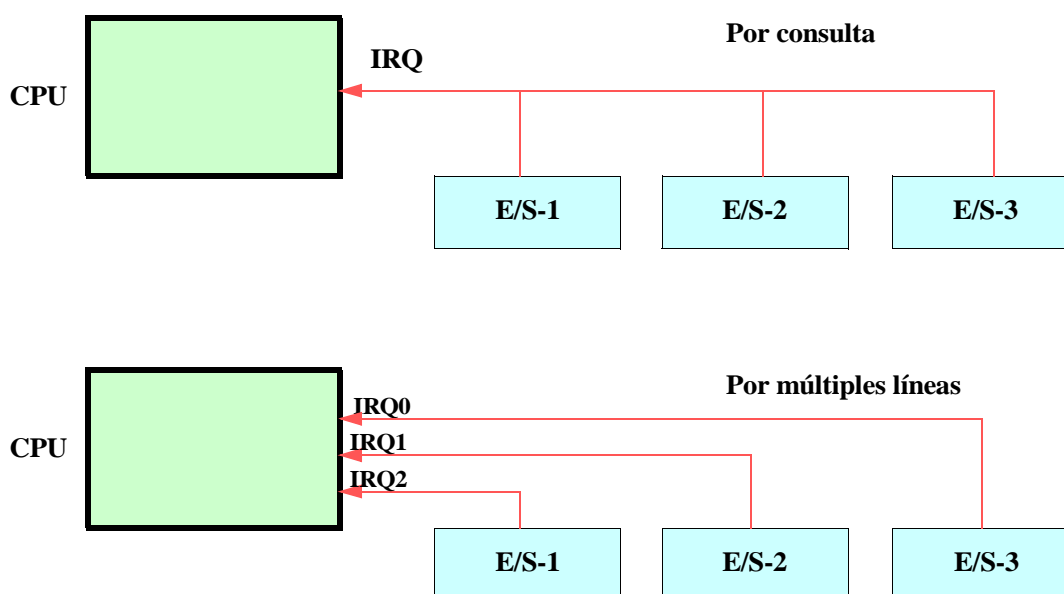 Por consulta
IRQ
CPU
E/S-1
E/S-2
E/S-3
Por múltiples líneas
IRQ0
IRQ1
CPU
IRQ2
E/S-1
E/S-2
E/S-3